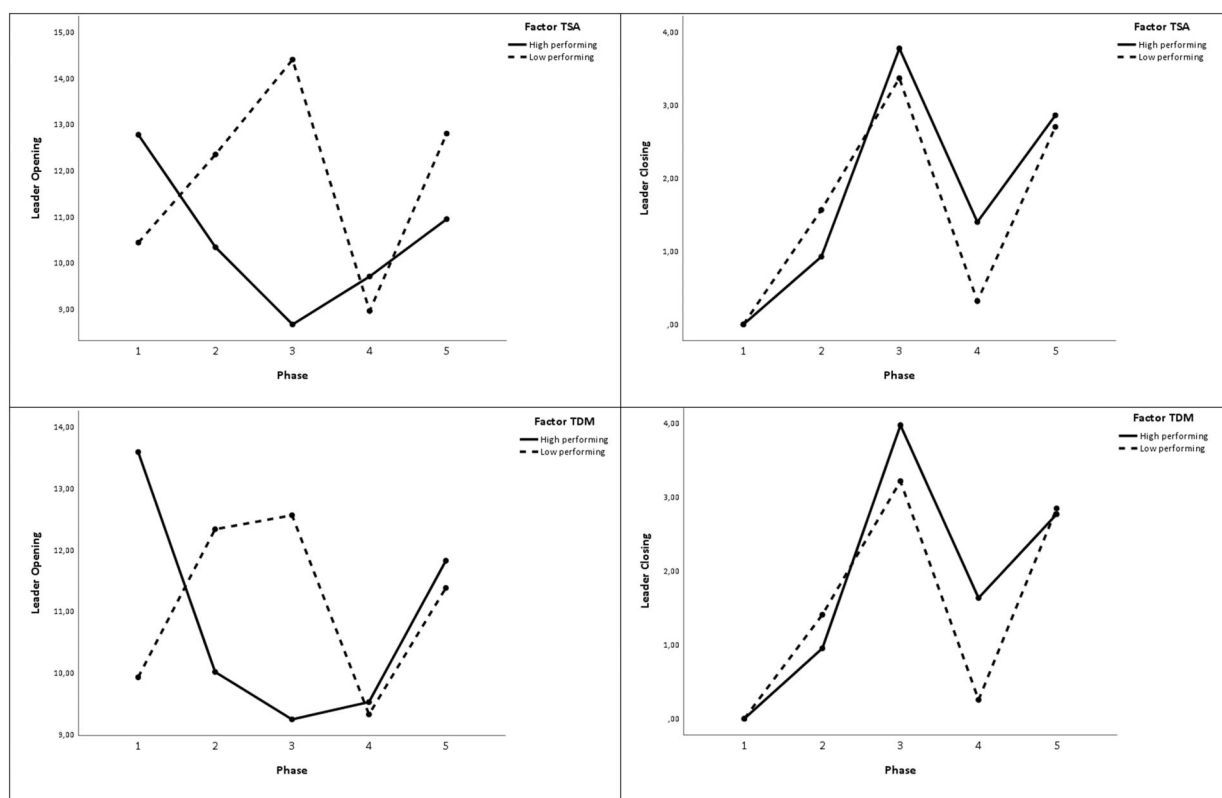 Factor TSA
High performing
Low performing
Leader Opening
15,00
14,00
13,00
12,00
11,00
10,00
9,00
1 2 3 4 5
Phase
Factor TSA
High performing
Low performing
Leader Closing
4,00
3,00
2,00
1,00
,00
1 2 3 4 5
Phase
Factor TDM
High performing
Low performing
Leader Opening
14,00
13,00
12,00
11,00
10,00
9,00
1 2 3 4 5
Phase
Factor TDM
High performing
Low performing
Leader Closing
4,00
3,00
2,00
1,00
,00
1 2 3 4 5
Phase